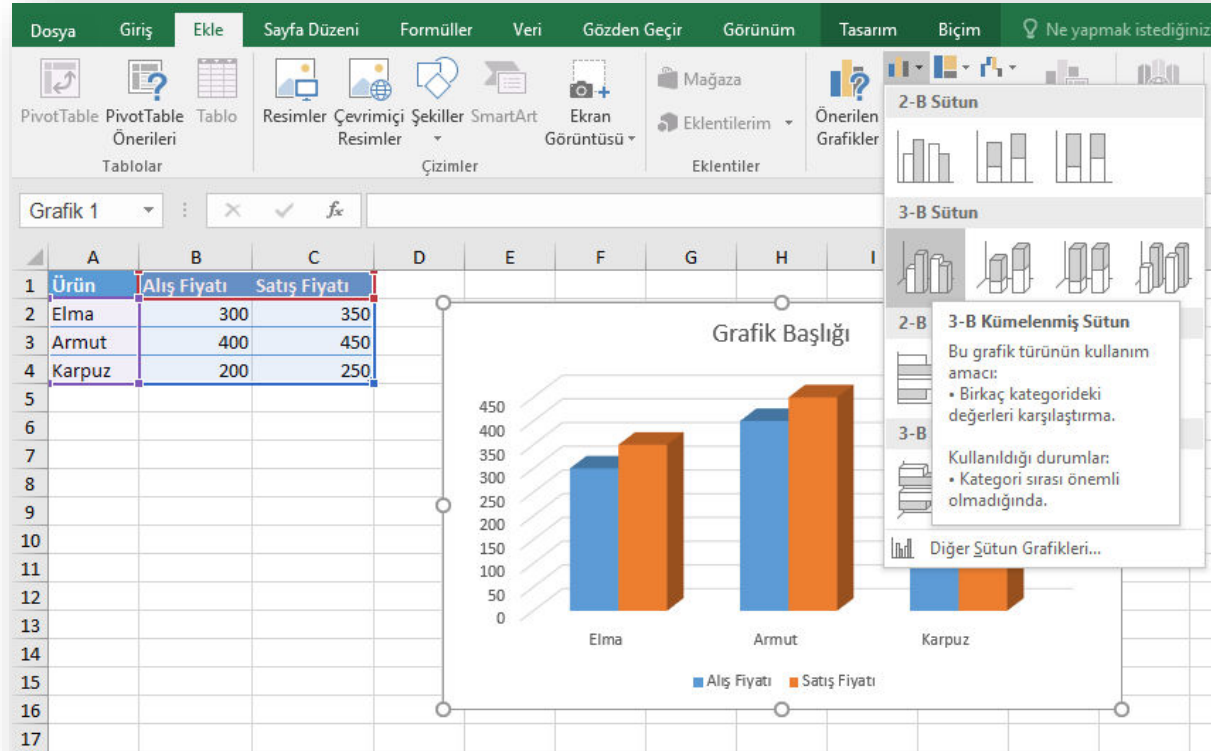 Dosya Giriş Ekle Sayfa Düzeni Formüller Veri Gözden Geçir Görünüm Tasarım Biçim Ne yapmak istediğiniz
PivotTable PivotTable Önerileri Tablo Resimler Çevrimiçi Resimler Şekiller SmartArt Ekran Görüntüsü Mağaza Eklentilerim Önerilen Grafikler
Tablolar Çizimler Eklentiler
2-B Sütun
3-B Sütun
Grafik 1 fx
A B C D E F G H I
1 Ürün Alış Fiyatı Satış Fiyatı
2 Elma 300 350
3 Armut 400 450
4 Karpuz 200 250
5
6
7
8
9
10
11
12
13
14
15
16
17
Grafik Başlığı
450
400
350
300
250
200
150
100
50
0
Elma Armut Karpuz
Alış Fiyatı Satış Fiyatı
2-B
3-B
3-B Kümelenmiş Sütun
Bu grafik türünün kullanım
amacı:
• Birkaç kategorideki
değerleri karşılaştırma.
Kullanıldığı durumlar:
• Kategori sırası önemli
olmadığında.
Diğer Sütun Grafikleri...